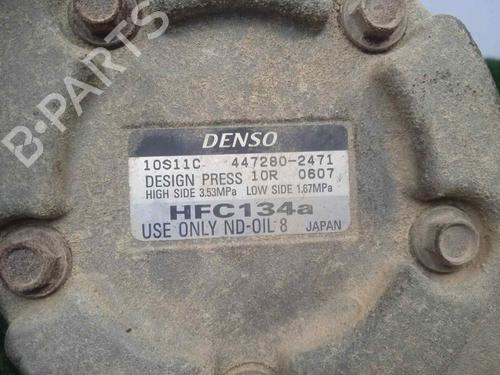 B-PARTS
DENSO
10S11C 447280-2471
DESIGN PRESS 10R 0607
HIGH SIDE 3.53MPa LOW SIDE 1.67MPa
HFC134a
USE ONLY ND-OIL 8 JAPAN